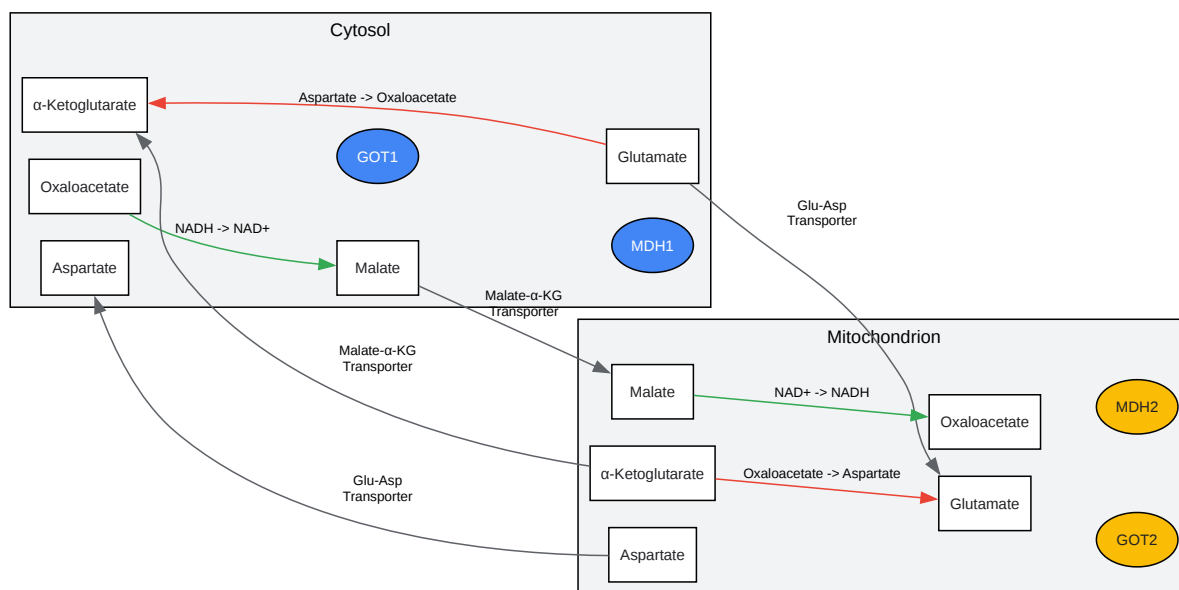 Cytosol
α-Ketoglutarate
Aspartate -> Oxaloacetate
GOT1
Glutamate
Oxaloacetate
NADH -> NAD+
MDH1
Aspartate
Malate
Glu-Asp
Transporter
Malate-α-KG
Transporter
Malate-α-KG
Transporter
Mitochondrion
Malate
NAD+ -> NADH
Oxaloacetate
MDH2
α-Ketoglutarate
Oxaloacetate -> Aspartate
Glutamate
Glu-Asp
Transporter
Aspartate
GOT2